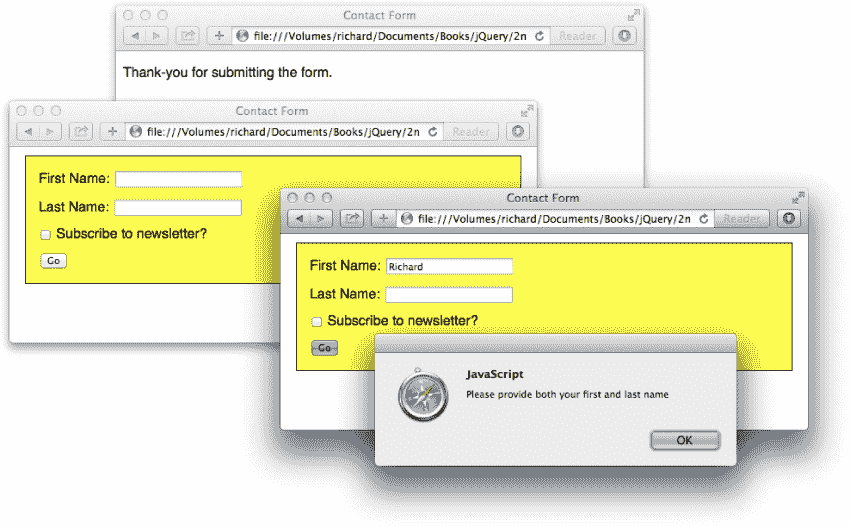 Contact Form
file:///Volumes/richard/Documents/Books/jQuery/2n
Reader
Thank-you for submitting the form.
Contact Form
file:///Volumes/richard/Documents/Books/jQuery/2n
Reader
First Name:
Last Name:
Subscribe to newsletter?
Go
Contact Form
file:///Volumes/richard/Documents/Books/jQuery/2n
Reader
First Name: Richard
Last Name:
Subscribe to newsletter?
Go
JavaScript
Please provide both your first and last name
OK